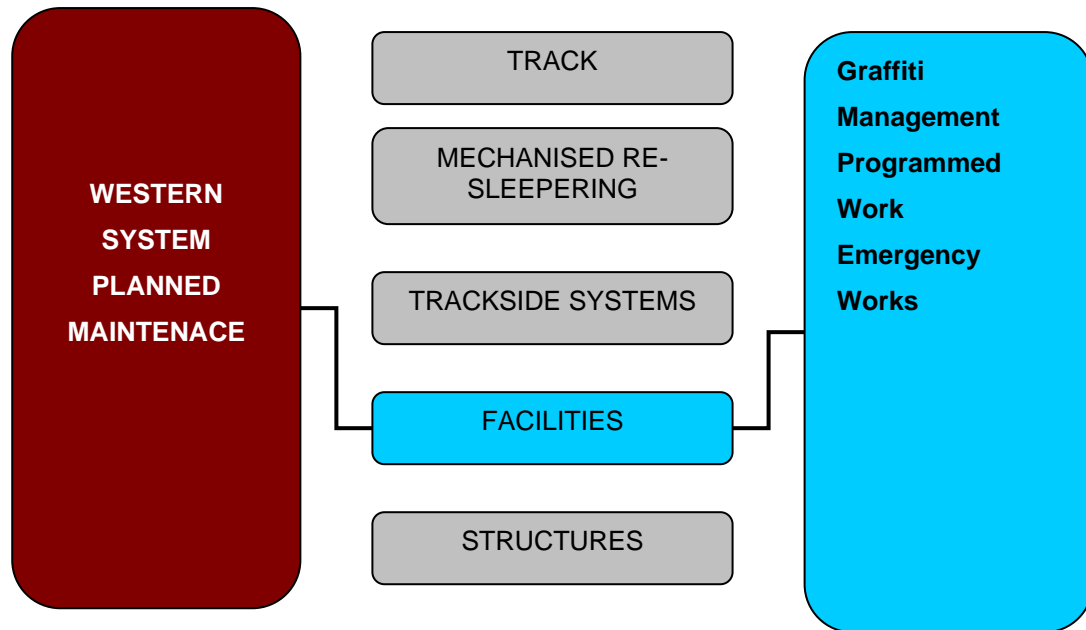 WESTERN
SYSTEM
PLANNED
MAINTENACE
TRACK
MECHANISED RE-
SLEEPERING
TRACKSIDE SYSTEMS
FACILITIES
STRUCTURES
Graffiti
Management
Programmed
Work
Emergency
Works